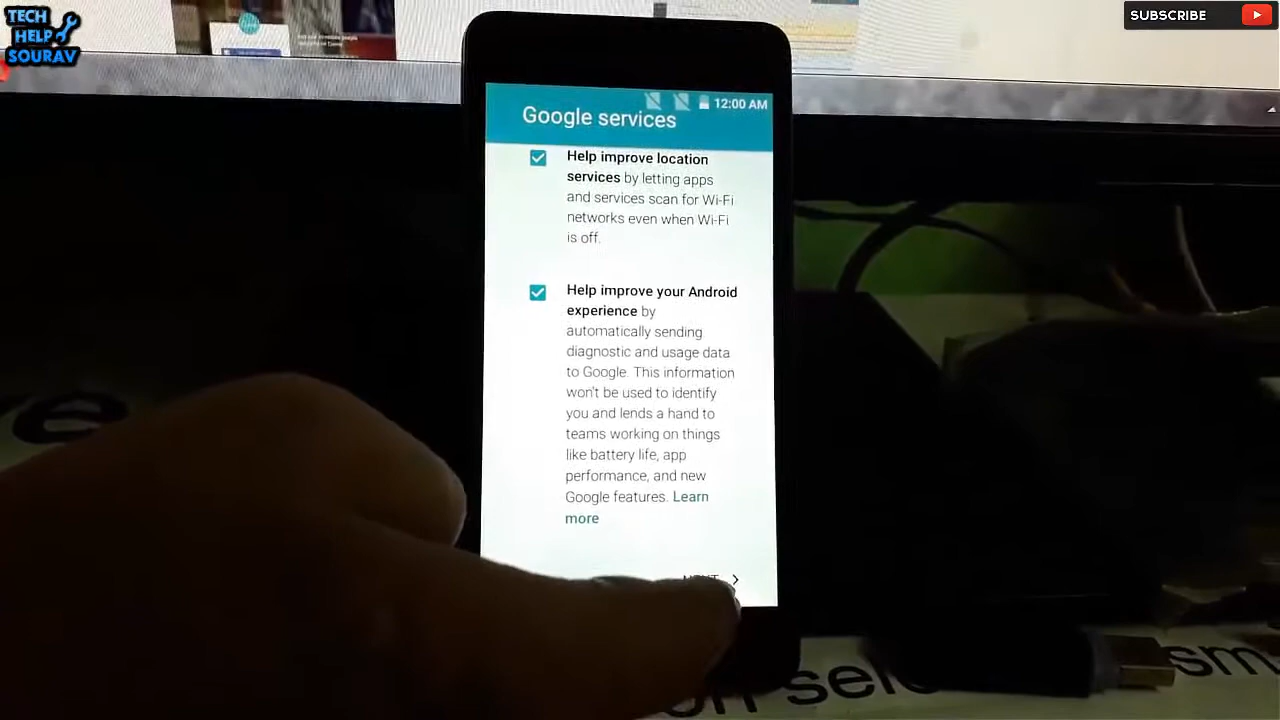 TECH
HELP
SOURAV
SUBSCRIBE
12:00 AM
Google services
Help improve location
services by letting apps
and services scan for Wi-Fi
networks even when Wi-Fi
is off.
Help improve your Android
experience by
automatically sending
diagnostic and usage data
to Google. This information
won't be used to identify
you and lends a hand to
teams working on things
like battery life, app
performance, and new
Google features. Learn
more
NEXT